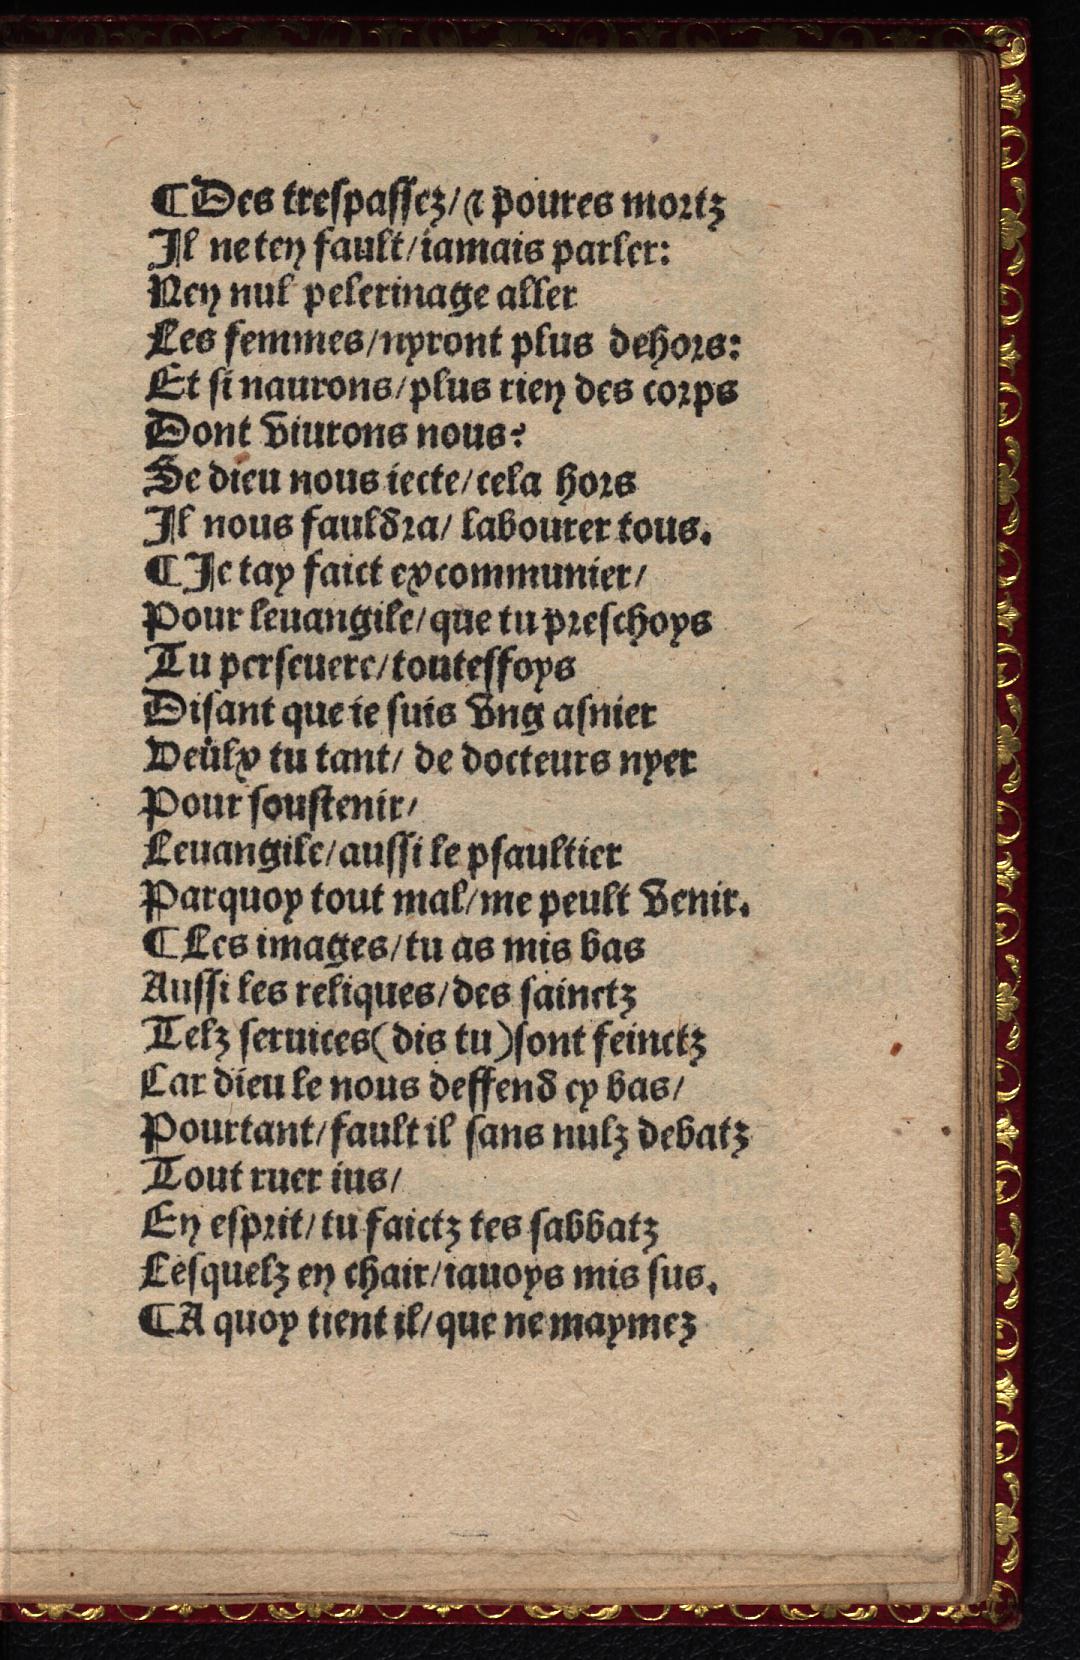 ¶ Des trespassez/ & poures mortz
Il ne ten fault/ iamais parler:
Nen nul pelerinage aller
Les femmes/ nyront plus dehors:
Et si naurons/ plus rien des corps
Dont viurons nous?
Se dieu nous iecte/ cela hors
Il nous fauldra/ labourer tous.
¶ Ie tay faict excommunier/
Pour leuangile/ que tu preschoys
Tu perseuere/ toutesfoys
Disant que ie suis vng asnier
Veulx tu tant/ de docteurs nyer
Pour soustenir/
Leuangile/ aussi le psaultier
Parquoy tout mal/ me peult venir.
¶ Les images/ tu as mis bas
Aussi les reliques/ des sainctz
Telz seruices (dis tu) sont feinctz
Car dieu le nous deffend cy bas/
Pourtant/ fault il sans nulz debatz
Tout ruer ius/
En esprit/ tu faictz tes sabbatz
Lesquelz en chair/ iauoys mis sus.
¶ A quoy tient il/ que ne maymez